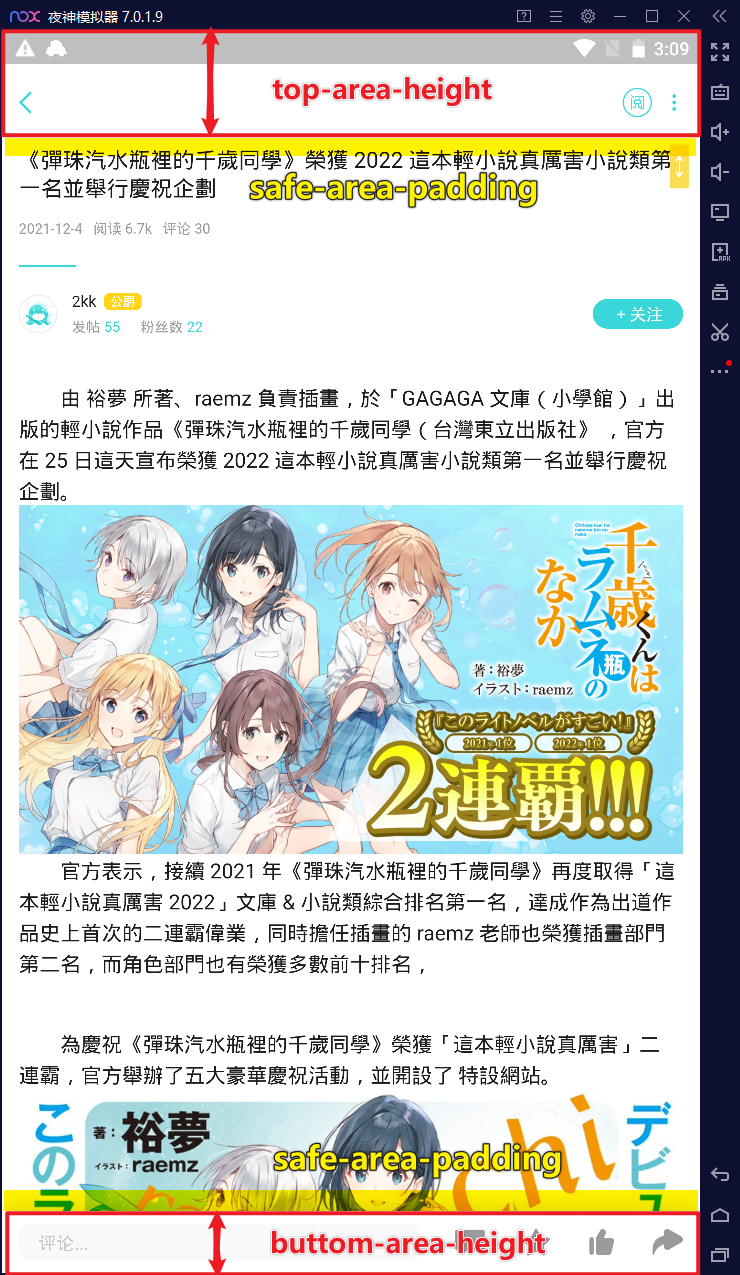 nox 夜神模拟器 7.0.1.9
3:09
top-area-height
阅
《彈珠汽水瓶裡的千歲同學》榮獲 2022 這本輕小說真厲害小說類第
一名並舉行慶祝企劃
safe-area-padding
2021-12-4 阅读 6.7k 评论 30
2kk 公爵
发帖 55 粉丝数 22
+ 关注
由 裕夢 所著、raemz 負責插畫，於「GAGAGA 文庫（小學館）」出
版的輕小說作品《彈珠汽水瓶裡的千歲同學（台灣東立出版社》 ，官方
在 25 日這天宣布榮獲 2022 這本輕小說真厲害小說類第一名並舉行慶祝
企劃。
Chitose kun ha
ramune bin no
naka
千歳くんは
ラムネ瓶の
なか
著：裕夢
イラスト：raemz
『このライトノベルがすごい!』
2021年1位 2022年1位
2連覇!!!
官方表示，接續 2021 年《彈珠汽水瓶裡的千歲同學》再度取得「這
本輕小說真厲害 2022」文庫 & 小說類綜合排名第一名，達成作為出道作
品史上首次的二連霸偉業，同時擔任插畫的 raemz 老師也榮獲插畫部門
第二名，而角色部門也有榮獲多數前十排名，
為慶祝《彈珠汽水瓶裡的千歲同學》榮獲「這本輕小說真厲害」二
連霸，官方舉辦了五大豪華慶祝活動，並開設了 特設網站。
このラ
著：裕夢
イラスト：raemz
chi
デビュ
safe-area-padding
评论...
buttom-area-height
APK